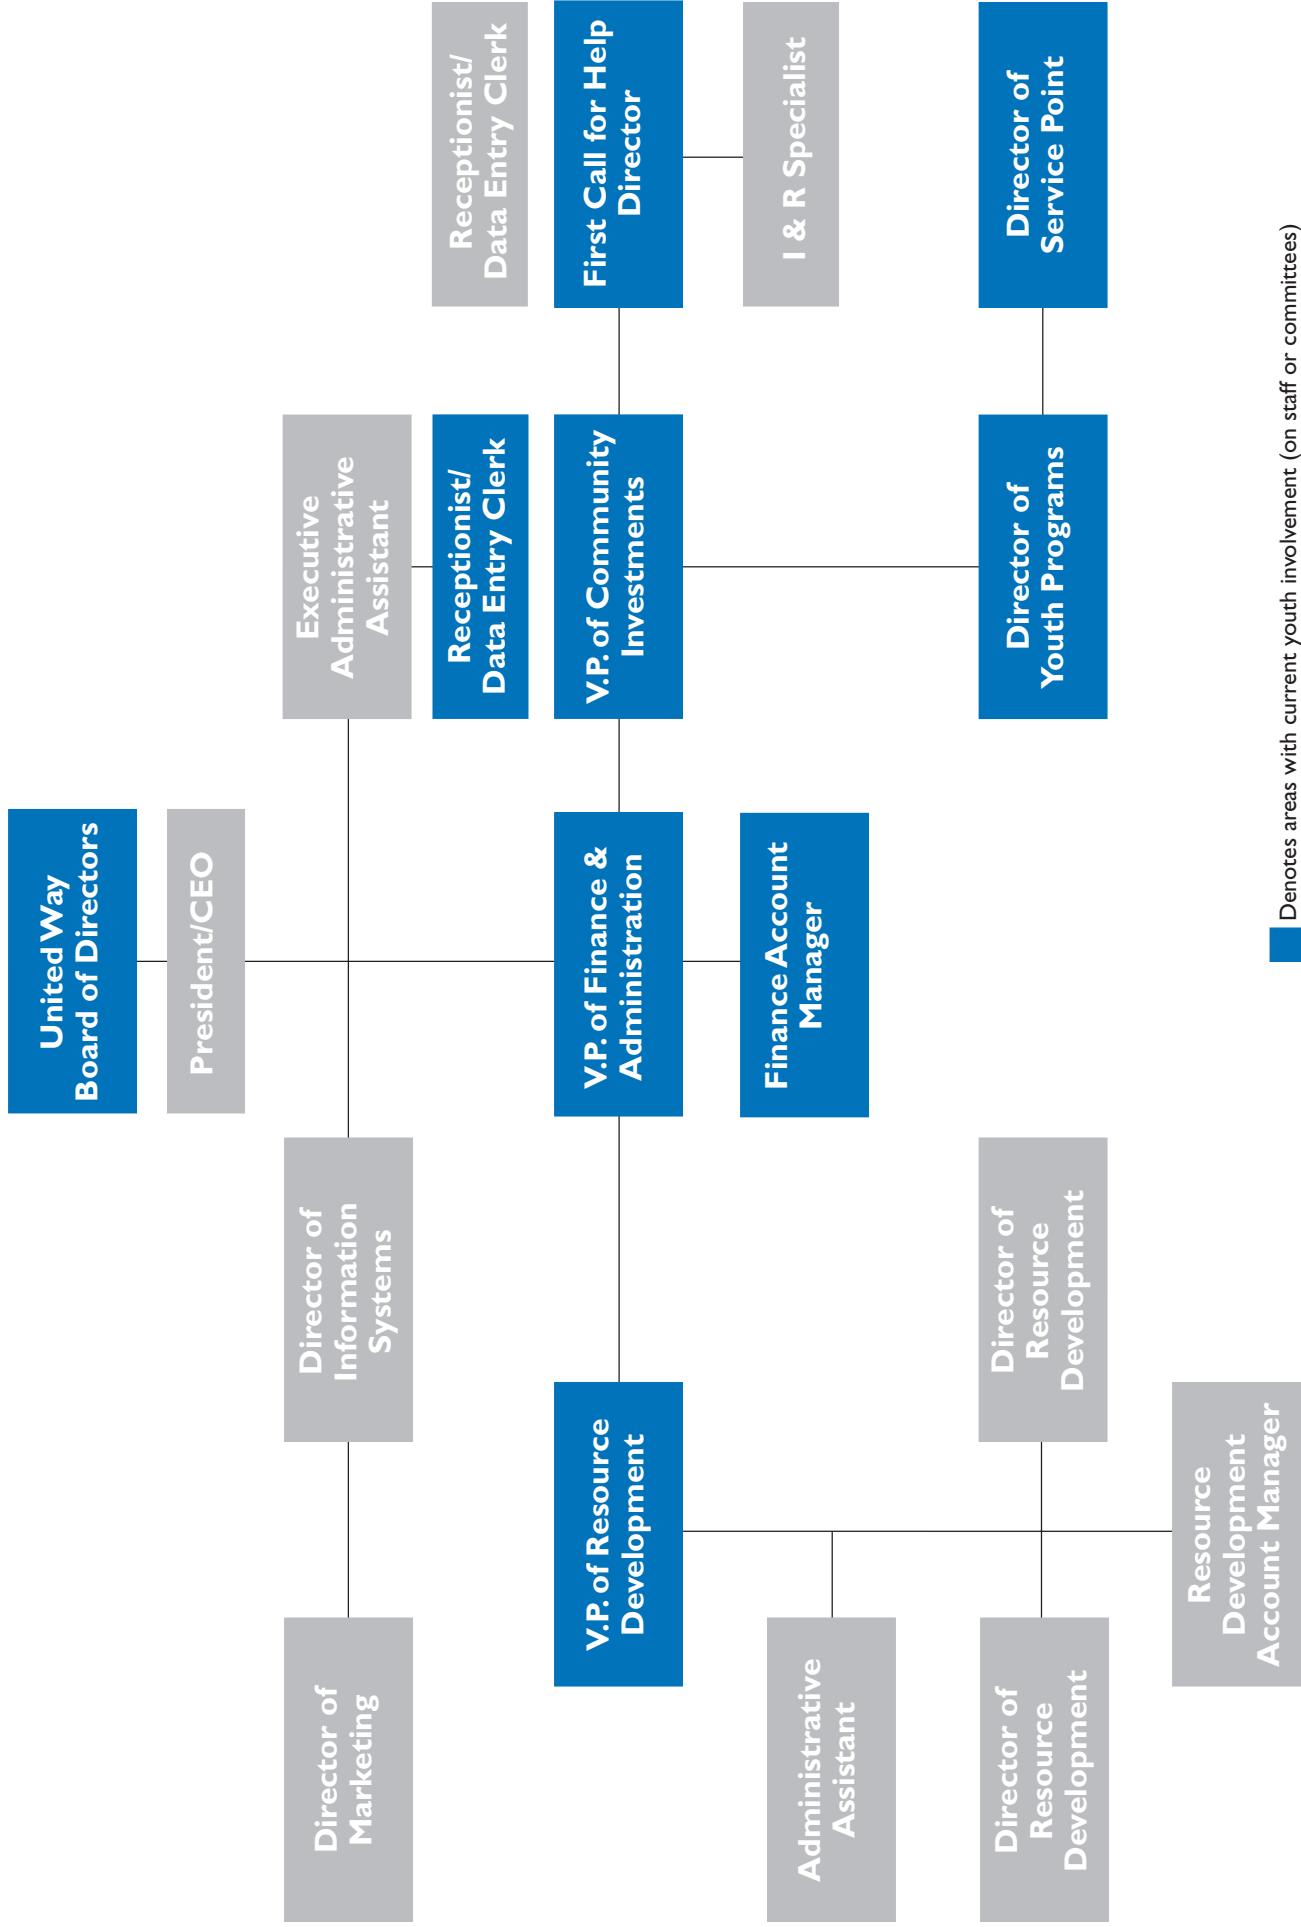 United Way
Board of Directors
President/CEO
Director of
Marketing
Director of
Information
Systems
Executive
Administrative
Assistant
Receptionist/
Data Entry Clerk
Receptionist/
Data Entry Clerk
V.P. of Resource
Development
V.P. of Finance &
Administration
V.P. of Community
Investments
First Call for Help
Director
Administrative
Assistant
Finance Account
Manager
I & R Specialist
Director of
Resource
Development
Director of
Resource
Development
Director of
Youth Programs
Director of
Service Point
Resource
Development
Account Manager
Denotes areas with current youth involvement (on staff or committees)